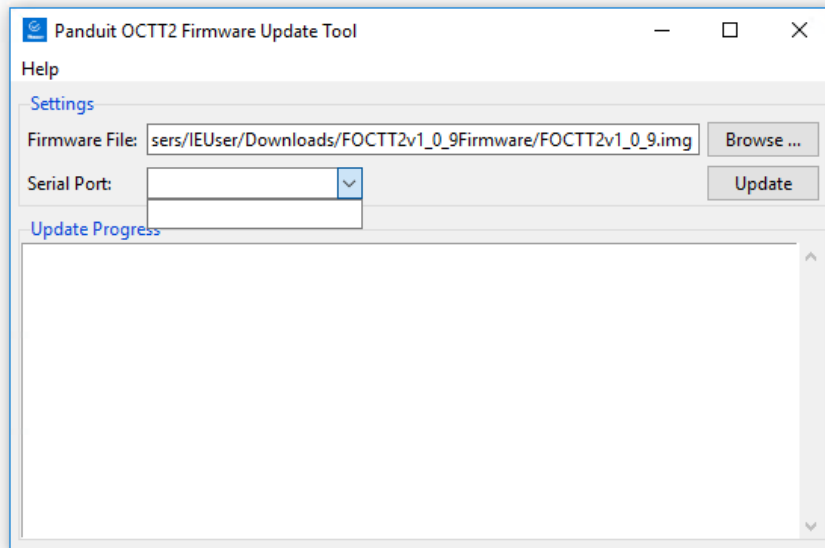 Panduit OCTT2 Firmware Update Tool
Help
Settings
Firmware File: sers/IEUser/Downloads/FOCTT2v1_0_9Firmware/FOCTT2v1_0_9.img Browse ...
Serial Port: Update
Update Progress